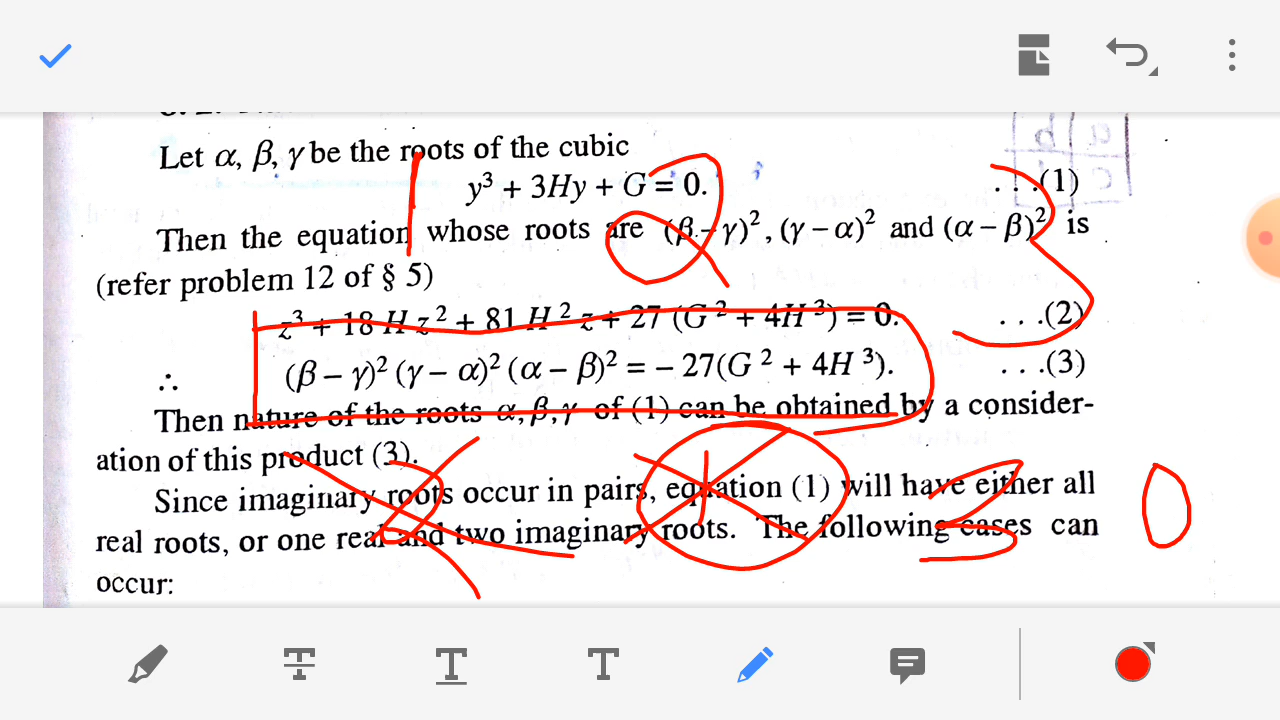 Let α, β, γ be the roots of the cubic
y³ + 3Hy + G = 0. . . .(1)
Then the equation whose roots are (β – γ)², (γ – α)² and (α – β)² is
(refer problem 12 of § 5)
z³ + 18 H z² + 81 H² z + 27 (G² + 4H³) = 0. . . .(2)
∴ (β – γ)² (γ – α)² (α – β)² = – 27(G² + 4H³). . . .(3)
Then nature of the roots α, β, γ of (1) can be obtained by a consider-
ation of this product (3).
Since imaginary roots occur in pairs, equation (1) will have either all
real roots, or one real and two imaginary roots. The following cases can
occur: